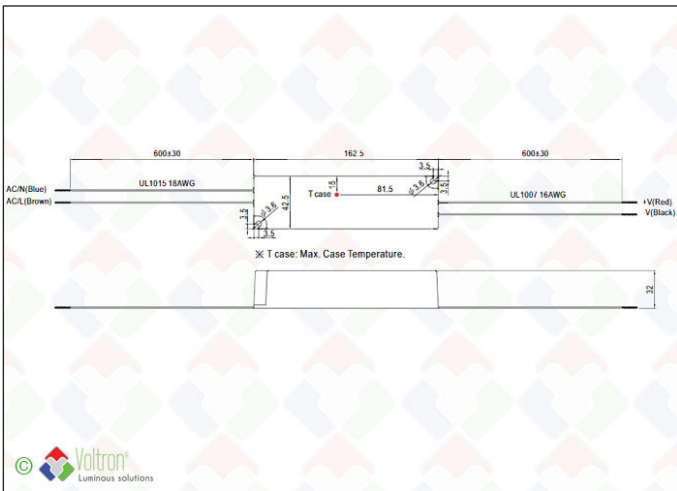 600±30
162.5
600±30
UL1015 18AWG
AC/N(Blue)
AC/L(Brown)
T case
15
81.5
42.5
3.5
ϕ3.6
3.5
3.5
ϕ3.6
3.5
UL1007 16AWG
+V(Red)
V(Black)
※ T case: Max. Case Temperature.
32
© Voltron®
Luminous solutions